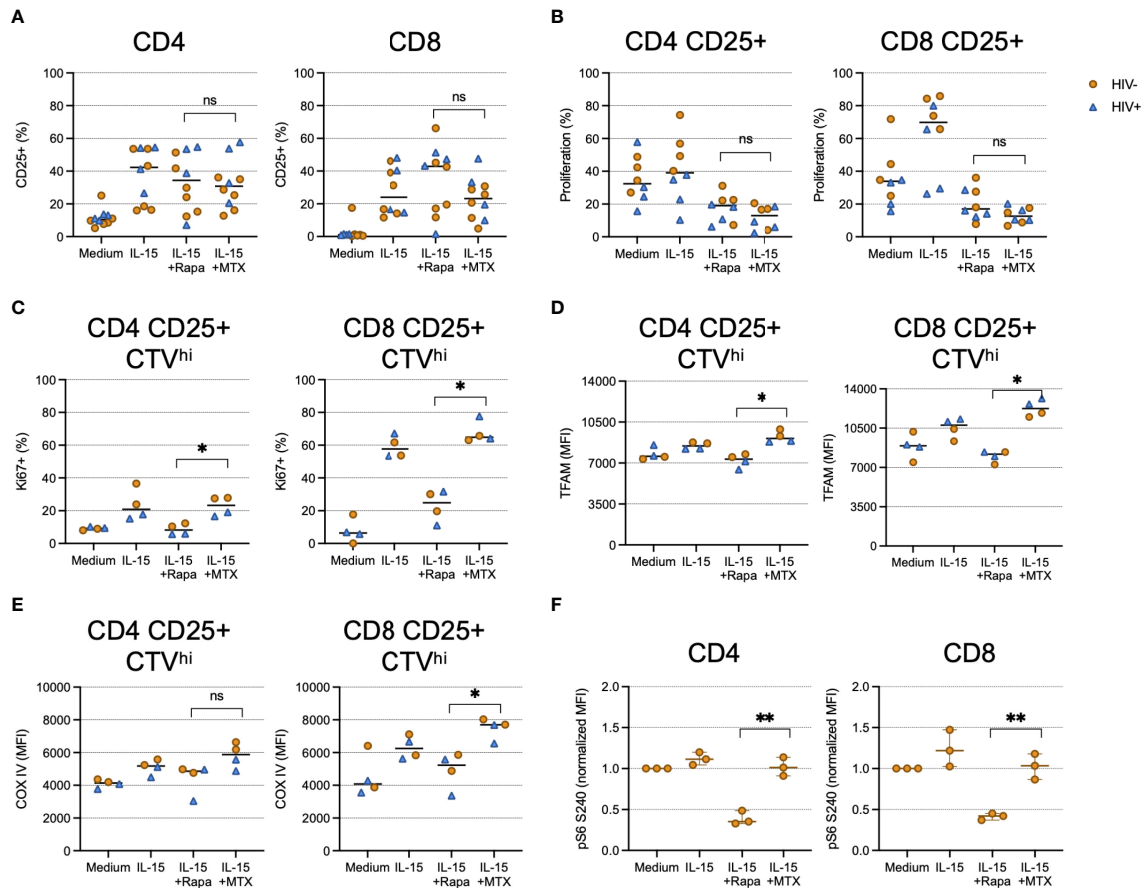 A
CD4
CD25+ (%)
100
80
60
40
20
0
ns
Medium IL-15 IL-15 IL-15
+Rapa +MTX
CD8
CD25+ (%)
100
80
60
40
20
0
ns
Medium IL-15 IL-15 IL-15
+Rapa +MTX
B
CD4 CD25+
Proliferation (%)
100
80
60
40
20
0
ns
Medium IL-15 IL-15 IL-15
+Rapa +MTX
CD8 CD25+
Proliferation (%)
100
80
60
40
20
0
ns
Medium IL-15 IL-15 IL-15
+Rapa +MTX
HIV-
HIV+
C
CD4 CD25+
CTVhi
Ki67+ (%)
100
80
60
40
20
0
*
Medium IL-15 IL-15 IL-15
+Rapa +MTX
CD8 CD25+
CTVhi
Ki67+ (%)
100
80
60
40
20
0
*
Medium IL-15 IL-15 IL-15
+Rapa +MTX
D
CD4 CD25+
CTVhi
TFAM (MFI)
14000
10500
7000
3500
0
*
Medium IL-15 IL-15 IL-15
+Rapa +MTX
CD8 CD25+
CTVhi
TFAM (MFI)
14000
10500
7000
3500
0
*
Medium IL-15 IL-15 IL-15
+Rapa +MTX
E
CD4 CD25+
CTVhi
COX IV (MFI)
10000
8000
6000
4000
2000
0
ns
Medium IL-15 IL-15 IL-15
+Rapa +MTX
CD8 CD25+
CTVhi
COX IV (MFI)
10000
8000
6000
4000
2000
0
*
Medium IL-15 IL-15 IL-15
+Rapa +MTX
F
CD4
pS6 S240 (normalized MFI)
2.0
1.5
1.0
0.5
0.0
**
Medium IL-15 IL-15 IL-15
+Rapa +MTX
CD8
pS6 S240 (normalized MFI)
2.0
1.5
1.0
0.5
0.0
**
Medium IL-15 IL-15 IL-15
+Rapa +MTX